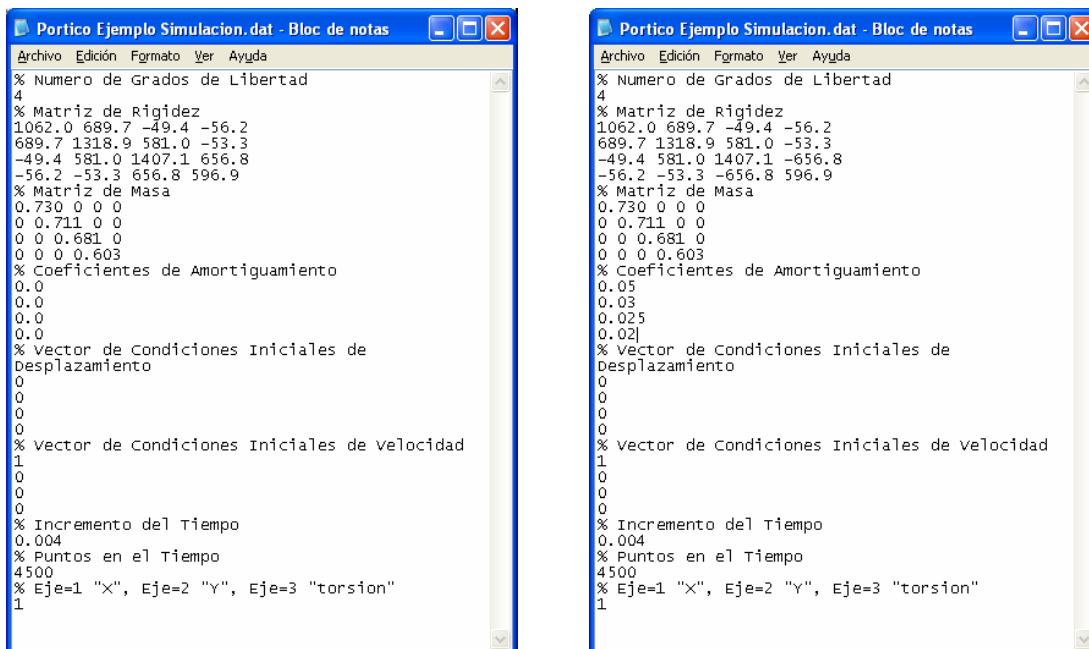 Portico Ejemplo Simulacion.dat - Bloc de notas
Archivo Edición Formato Ver Ayuda
% Numero de Grados de Libertad
4
% Matriz de Rigidez
1062.0 689.7 -49.4 -56.2
689.7 1318.9 581.0 -53.3
-49.4 581.0 1407.1 656.8
-56.2 -53.3 656.8 596.9
% Matriz de Masa
0.730 0 0 0
0 0.711 0 0
0 0 0.681 0
0 0 0 0.603
% Coeficientes de Amortiguamiento
0.0
0.0
0.0
0.0
% Vector de Condiciones Iniciales de
Desplazamiento
0
0
0
0
% Vector de Condiciones Iniciales de Velocidad
1
0
0
0
% Incremento del Tiempo
0.004
% Puntos en el Tiempo
4500
% Eje=1 "X", Eje=2 "Y", Eje=3 "torsion"
1
Portico Ejemplo Simulacion.dat - Bloc de notas
Archivo Edición Formato Ver Ayuda
% Numero de Grados de Libertad
4
% Matriz de Rigidez
1062.0 689.7 -49.4 -56.2
689.7 1318.9 581.0 -53.3
-49.4 581.0 1407.1 -656.8
-56.2 -53.3 -656.8 596.9
% Matriz de Masa
0.730 0 0 0
0 0.711 0 0
0 0 0.681 0
0 0 0 0.603
% Coeficientes de Amortiguamiento
0.05
0.03
0.025
0.02
% Vector de Condiciones Iniciales de
Desplazamiento
0
0
0
0
% Vector de Condiciones Iniciales de Velocidad
1
0
0
0
% Incremento del Tiempo
0.004
% Puntos en el Tiempo
4500
% Eje=1 "X", Eje=2 "Y", Eje=3 "torsion"
1